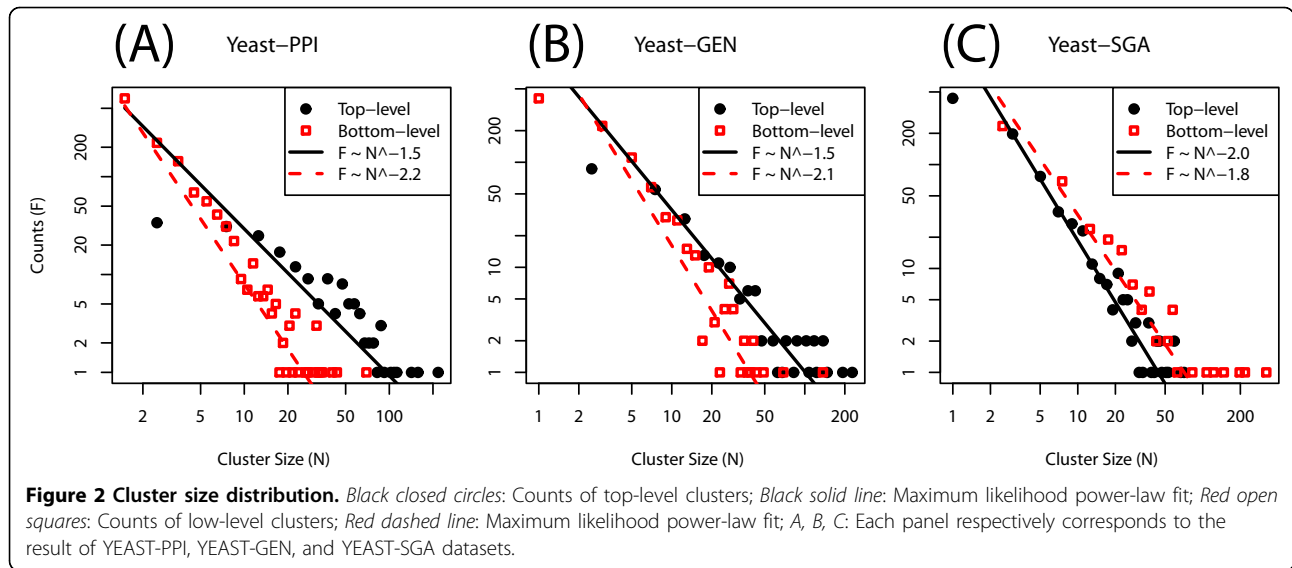 (A) Yeast–PPI
Counts (F)
200
50
20
10
5
2
1
Top–level
Bottom–level
F ~ N^−1.5
F ~ N^−2.2
2 5 10 20 50 100
Cluster Size (N)
(B) Yeast–GEN
200
50
20
10
5
2
1
Top–level
Bottom–level
F ~ N^−1.5
F ~ N^−2.1
1 2 5 10 20 50 200
Cluster Size (N)
(C) Yeast–SGA
200
50
10
5
2
1
Top–level
Bottom–level
F ~ N^−2.0
F ~ N^−1.8
1 2 5 10 50 200
Cluster Size (N)
Figure 2 Cluster size distribution. Black closed circles: Counts of top-level clusters; Black solid line: Maximum likelihood power-law fit; Red open
squares: Counts of low-level clusters; Red dashed line: Maximum likelihood power-law fit; A, B, C: Each panel respectively corresponds to the
result of YEAST-PPI, YEAST-GEN, and YEAST-SGA datasets.